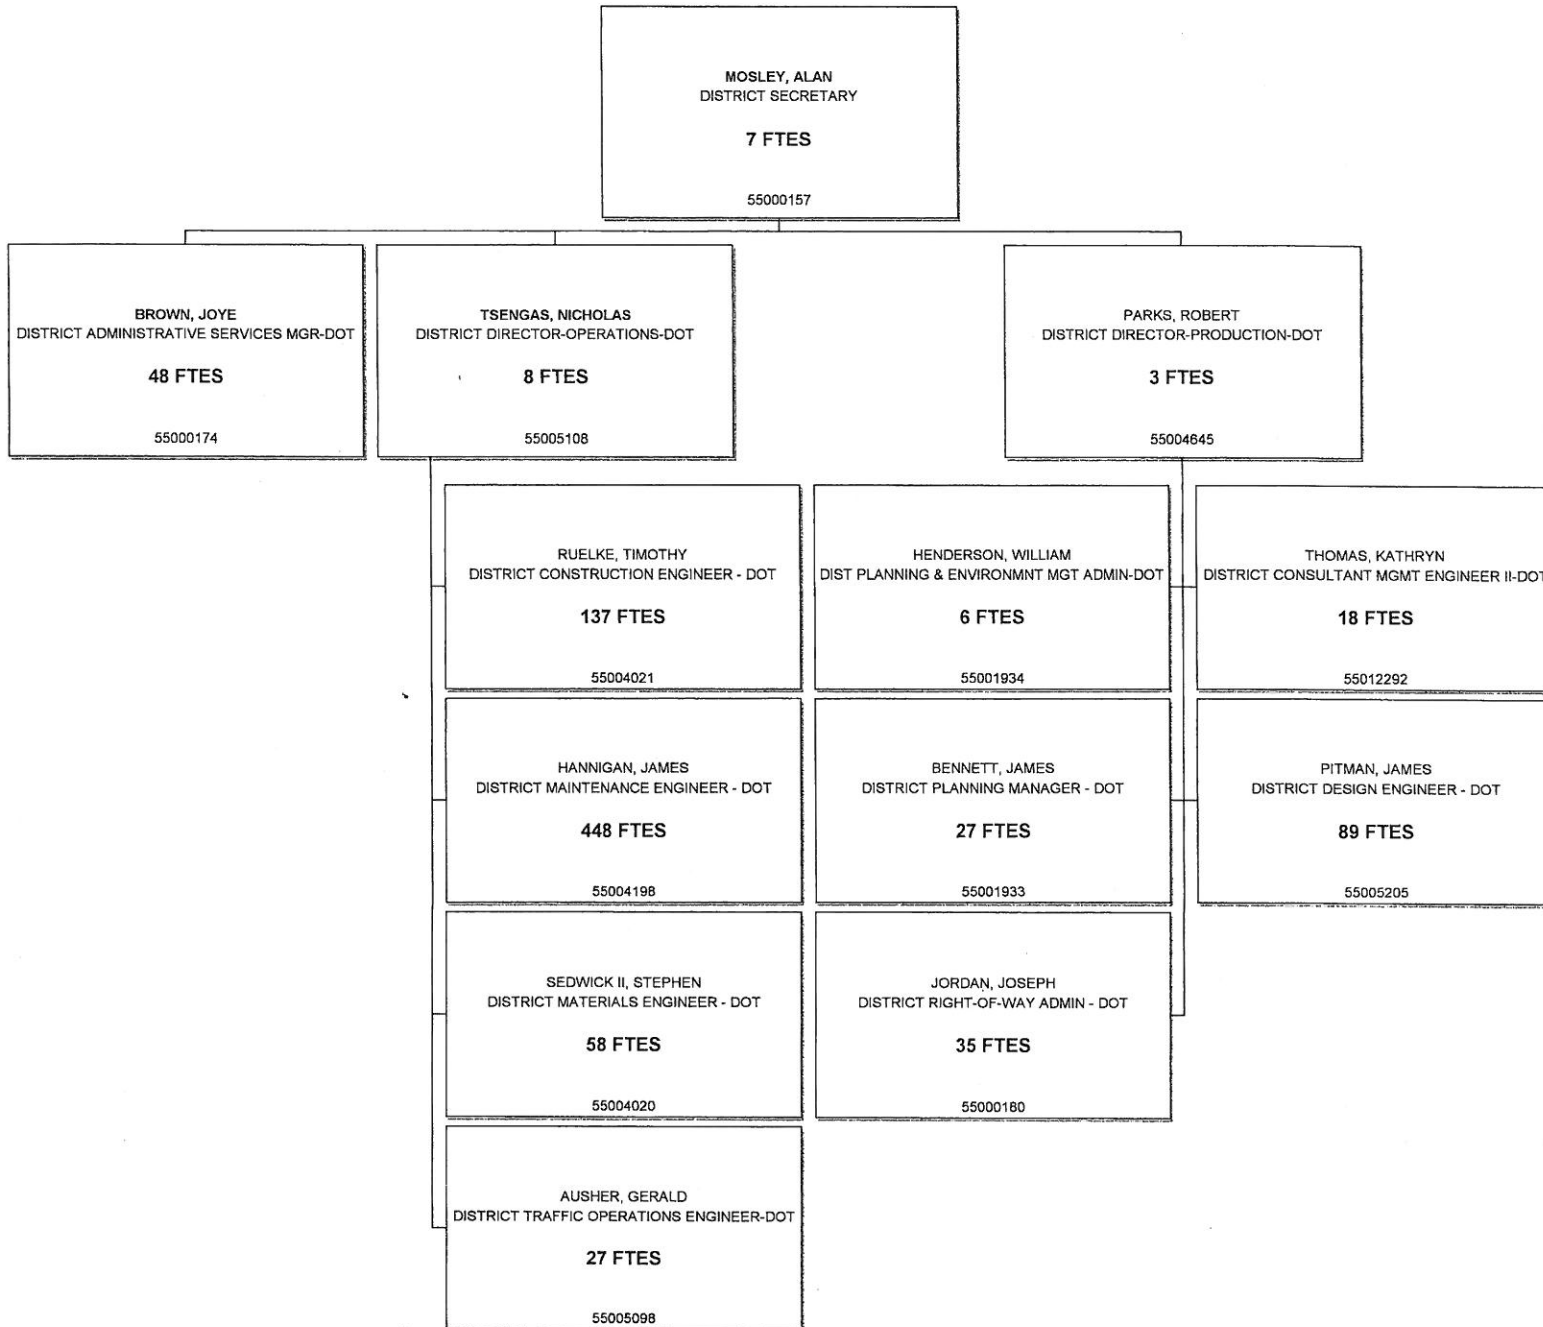 MOSLEY, ALAN
DISTRICT SECRETARY
7 FTES
55000157
BROWN, JOYE
DISTRICT ADMINISTRATIVE SERVICES MGR-DOT
48 FTES
55000174
TSENGAS, NICHOLAS
DISTRICT DIRECTOR-OPERATIONS-DOT
8 FTES
55005108
PARKS, ROBERT
DISTRICT DIRECTOR-PRODUCTION-DOT
3 FTES
55004645
RUELKE, TIMOTHY
DISTRICT CONSTRUCTION ENGINEER - DOT
137 FTES
55004021
HENDERSON, WILLIAM
DIST PLANNING & ENVIRONMNT MGT ADMIN-DOT
6 FTES
55001934
THOMAS, KATHRYN
DISTRICT CONSULTANT MGMT ENGINEER II-DOT
18 FTES
55012292
HANNIGAN, JAMES
DISTRICT MAINTENANCE ENGINEER - DOT
448 FTES
55004198
BENNETT, JAMES
DISTRICT PLANNING MANAGER - DOT
27 FTES
55001933
PITMAN, JAMES
DISTRICT DESIGN ENGINEER - DOT
89 FTES
55005205
SEDWICK II, STEPHEN
DISTRICT MATERIALS ENGINEER - DOT
58 FTES
55004020
JORDAN, JOSEPH
DISTRICT RIGHT-OF-WAY ADMIN - DOT
35 FTES
55000180
AUSHER, GERALD
DISTRICT TRAFFIC OPERATIONS ENGINEER-DOT
27 FTES
55005098